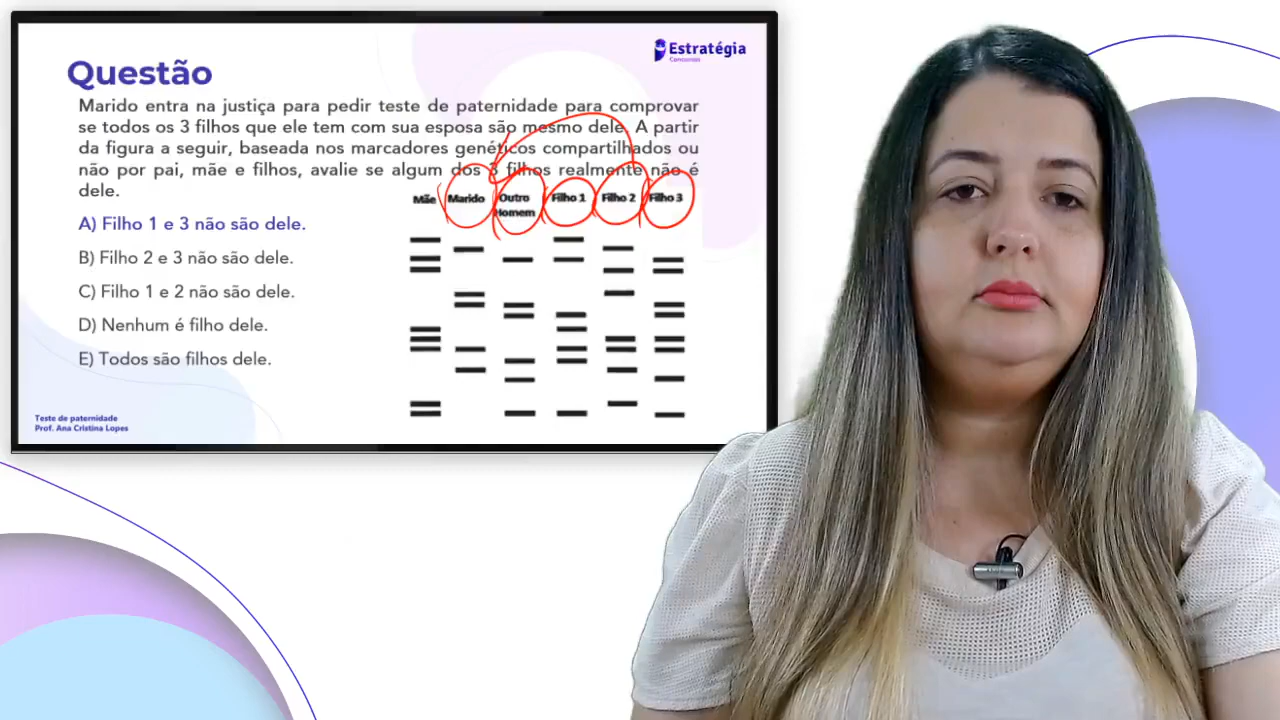 Estratégia
Concursos
Questão
Marido entra na justiça para pedir teste de paternidade para comprovar
se todos os 3 filhos que ele tem com sua esposa são mesmo dele. A partir
da figura a seguir, baseada nos marcadores genéticos compartilhados ou
não por pai, mãe e filhos, avalie se algum dos 3 filhos realmente não é
dele.
Mãe Marido Outro Homem Filho 1 Filho 2 Filho 3
A) Filho 1 e 3 não são dele.
B) Filho 2 e 3 não são dele.
C) Filho 1 e 2 não são dele.
D) Nenhum é filho dele.
E) Todos são filhos dele.
Teste de paternidade
Prof. Ana Cristina Lopes